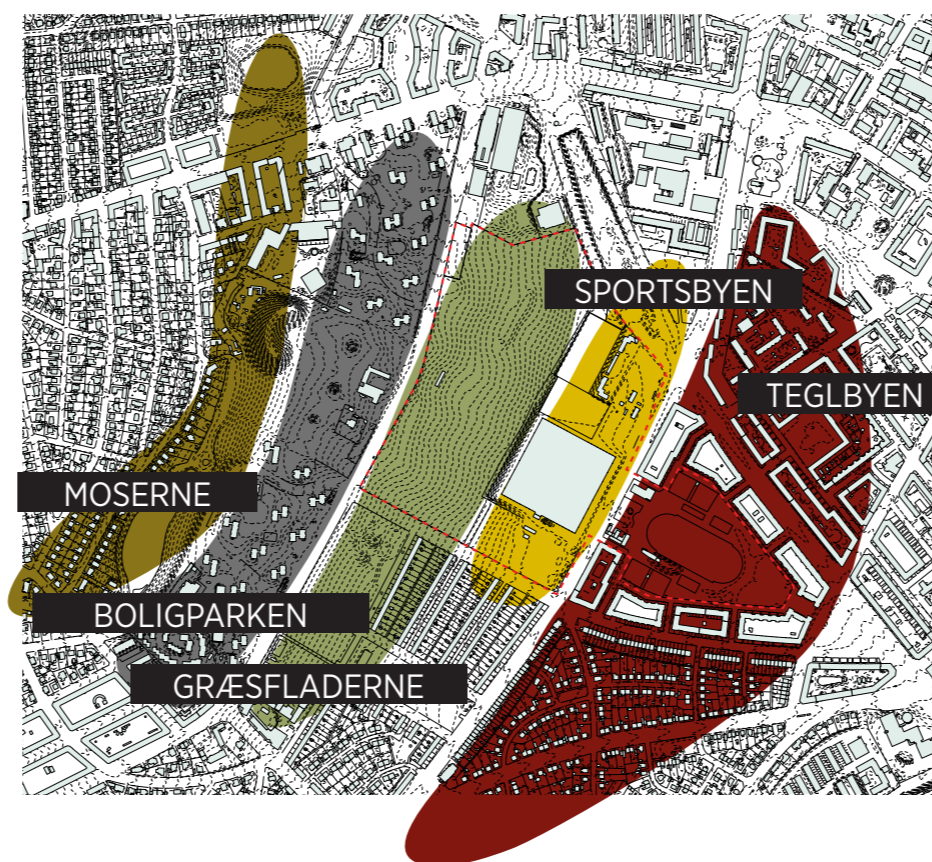 SPORTSBYEN
TEGLBYEN
MOSERNE
BOLIGPARKEN
GRÆSFLADERNE